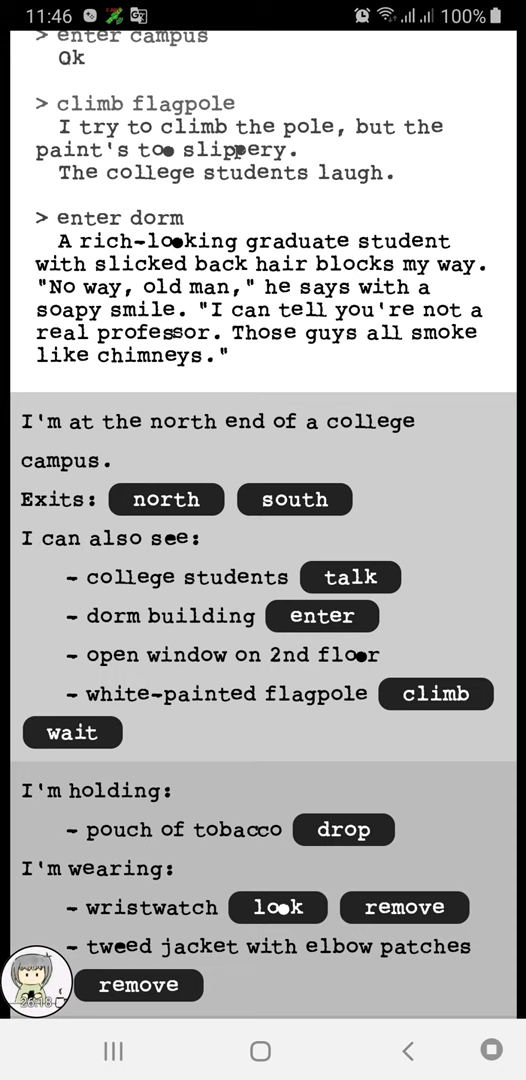 11:46
100%
> enter campus
Ok
> climb flagpole
I try to climb the pole, but the
paint's too slippery.
The college students laugh.
> enter dorm
A rich-looking graduate student
with slicked back hair blocks my way.
"No way, old man," he says with a
soapy smile. "I can tell you're not a
real professor. Those guys all smoke
like chimneys."
I'm at the north end of a college
campus.
Exits: north south
I can also see:
- college students talk
- dorm building enter
- open window on 2nd floor
- white-painted flagpole climb
wait
I'm holding:
- pouch of tobacco drop
I'm wearing:
- wristwatch look remove
- tweed jacket with elbow patches
remove
26:18